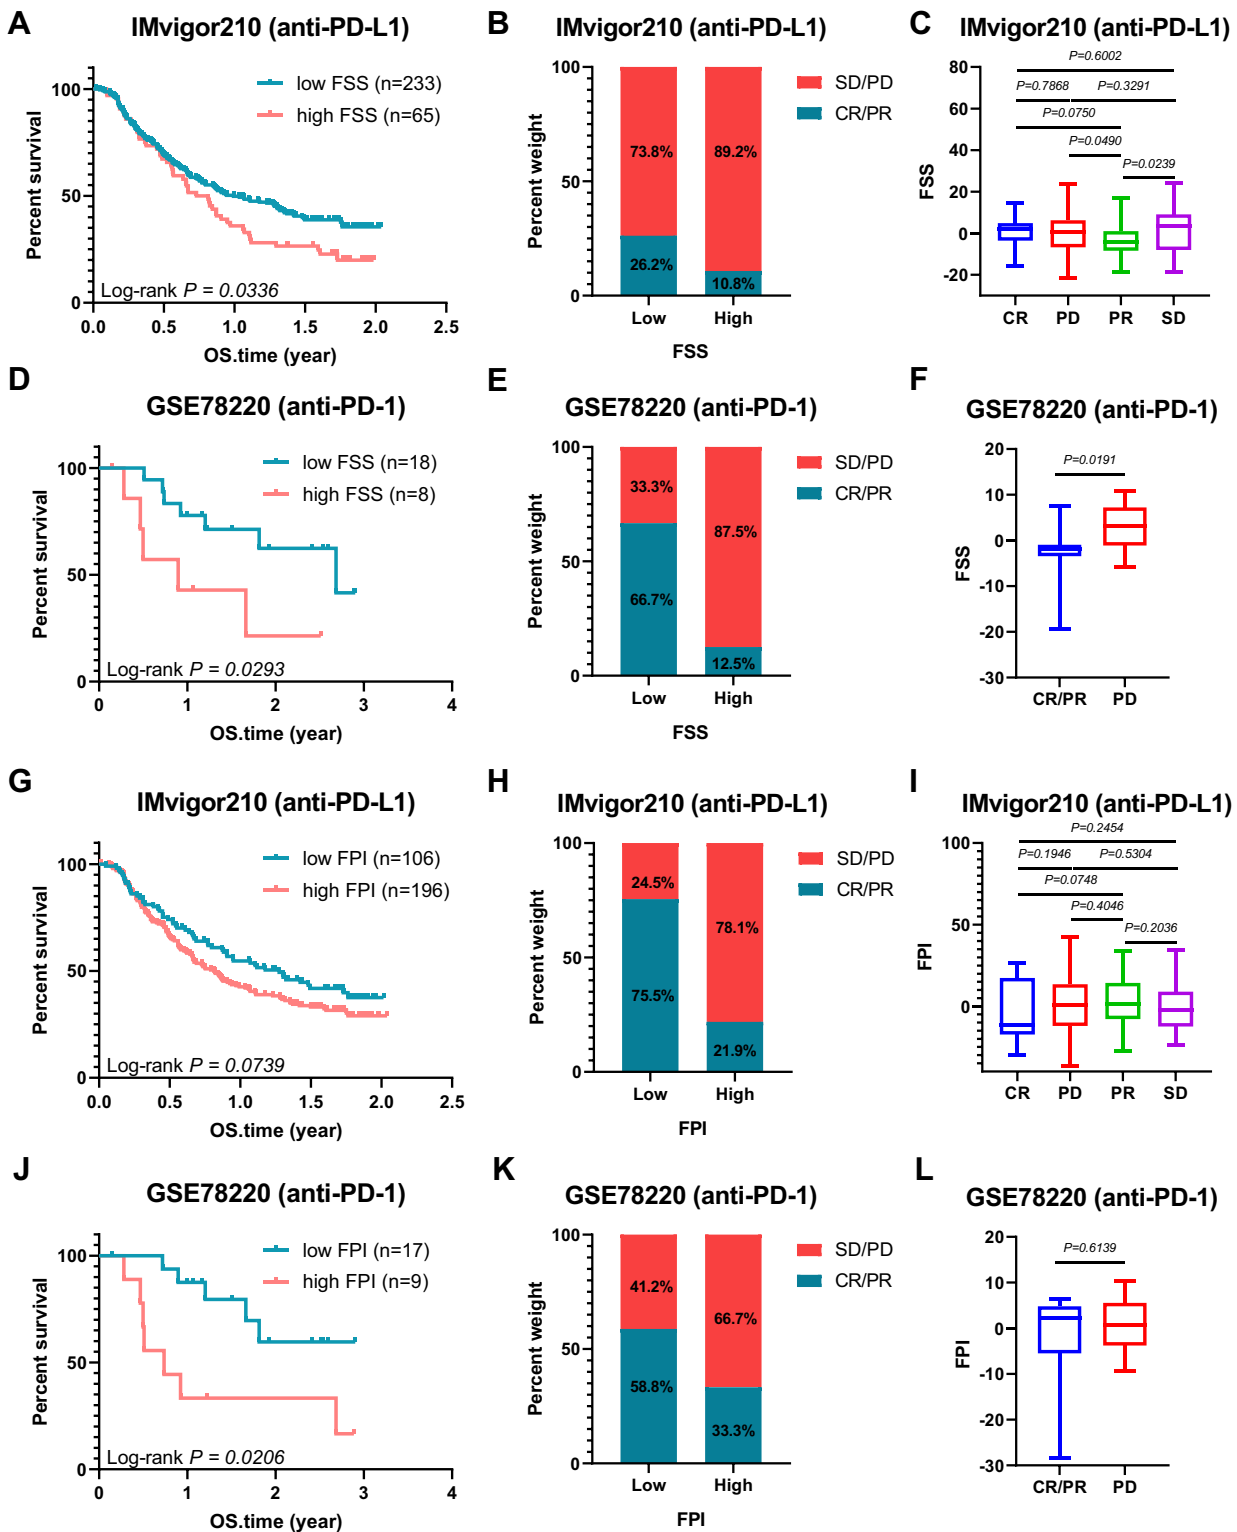 A
IMvigor210 (anti-PD-L1)
low FSS (n=233)
high FSS (n=65)
Percent survival
100
50
0
Log-rank P = 0.0336
0.0 0.5 1.0 1.5 2.0 2.5
OS.time (year)
B
IMvigor210 (anti-PD-L1)
SD/PD
CR/PR
Percent weight
100
50
0
73.8% 89.2%
26.2% 10.8%
Low High
FSS
C
IMvigor210 (anti-PD-L1)
P=0.6002
P=0.7868 P=0.3291
P=0.0750
P=0.0490
P=0.0239
FSS
80
60
40
20
0
-20
CR PD PR SD
D
GSE78220 (anti-PD-1)
low FSS (n=18)
high FSS (n=8)
Percent survival
100
50
0
Log-rank P = 0.0293
0 1 2 3 4
OS.time (year)
E
GSE78220 (anti-PD-1)
SD/PD
CR/PR
Percent weight
100
50
0
33.3% 87.5%
66.7% 12.5%
Low High
FSS
F
GSE78220 (anti-PD-1)
P=0.0191
FSS
20
10
0
-10
-20
-30
CR/PR PD
G
IMvigor210 (anti-PD-L1)
low FPI (n=106)
high FPI (n=196)
Percent survival
100
50
0
Log-rank P = 0.0739
0.0 0.5 1.0 1.5 2.0 2.5
OS.time (year)
H
IMvigor210 (anti-PD-L1)
SD/PD
CR/PR
Percent weight
100
50
0
24.5% 78.1%
75.5% 21.9%
Low High
FPI
I
IMvigor210 (anti-PD-L1)
P=0.2454
P=0.1946 P=0.5304
P=0.0748
P=0.4046
P=0.2036
FPI
100
50
0
CR PD PR SD
J
GSE78220 (anti-PD-1)
low FPI (n=17)
high FPI (n=9)
Percent survival
100
50
0
Log-rank P = 0.0206
0 1 2 3 4
OS.time (year)
K
GSE78220 (anti-PD-1)
SD/PD
CR/PR
Percent weight
100
50
0
41.2% 66.7%
58.8% 33.3%
Low High
FPI
L
GSE78220 (anti-PD-1)
P=0.6139
FPI
20
10
0
-10
-20
-30
CR/PR PD